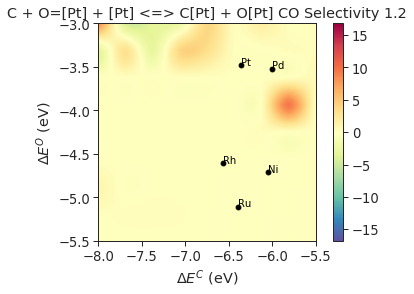 C + O=[Pt] + [Pt] <=> C[Pt] + O[Pt] CO Selectivity 1.2
−3.0
−3.5
−4.0
−4.5
−5.0
−5.5
ΔE^O (eV)
Pt
Pd
Rh
Ni
Ru
−8.0 −7.5 −7.0 −6.5 −6.0 −5.5
ΔE^C (eV)
15
10
5
0
−5
−10
−15